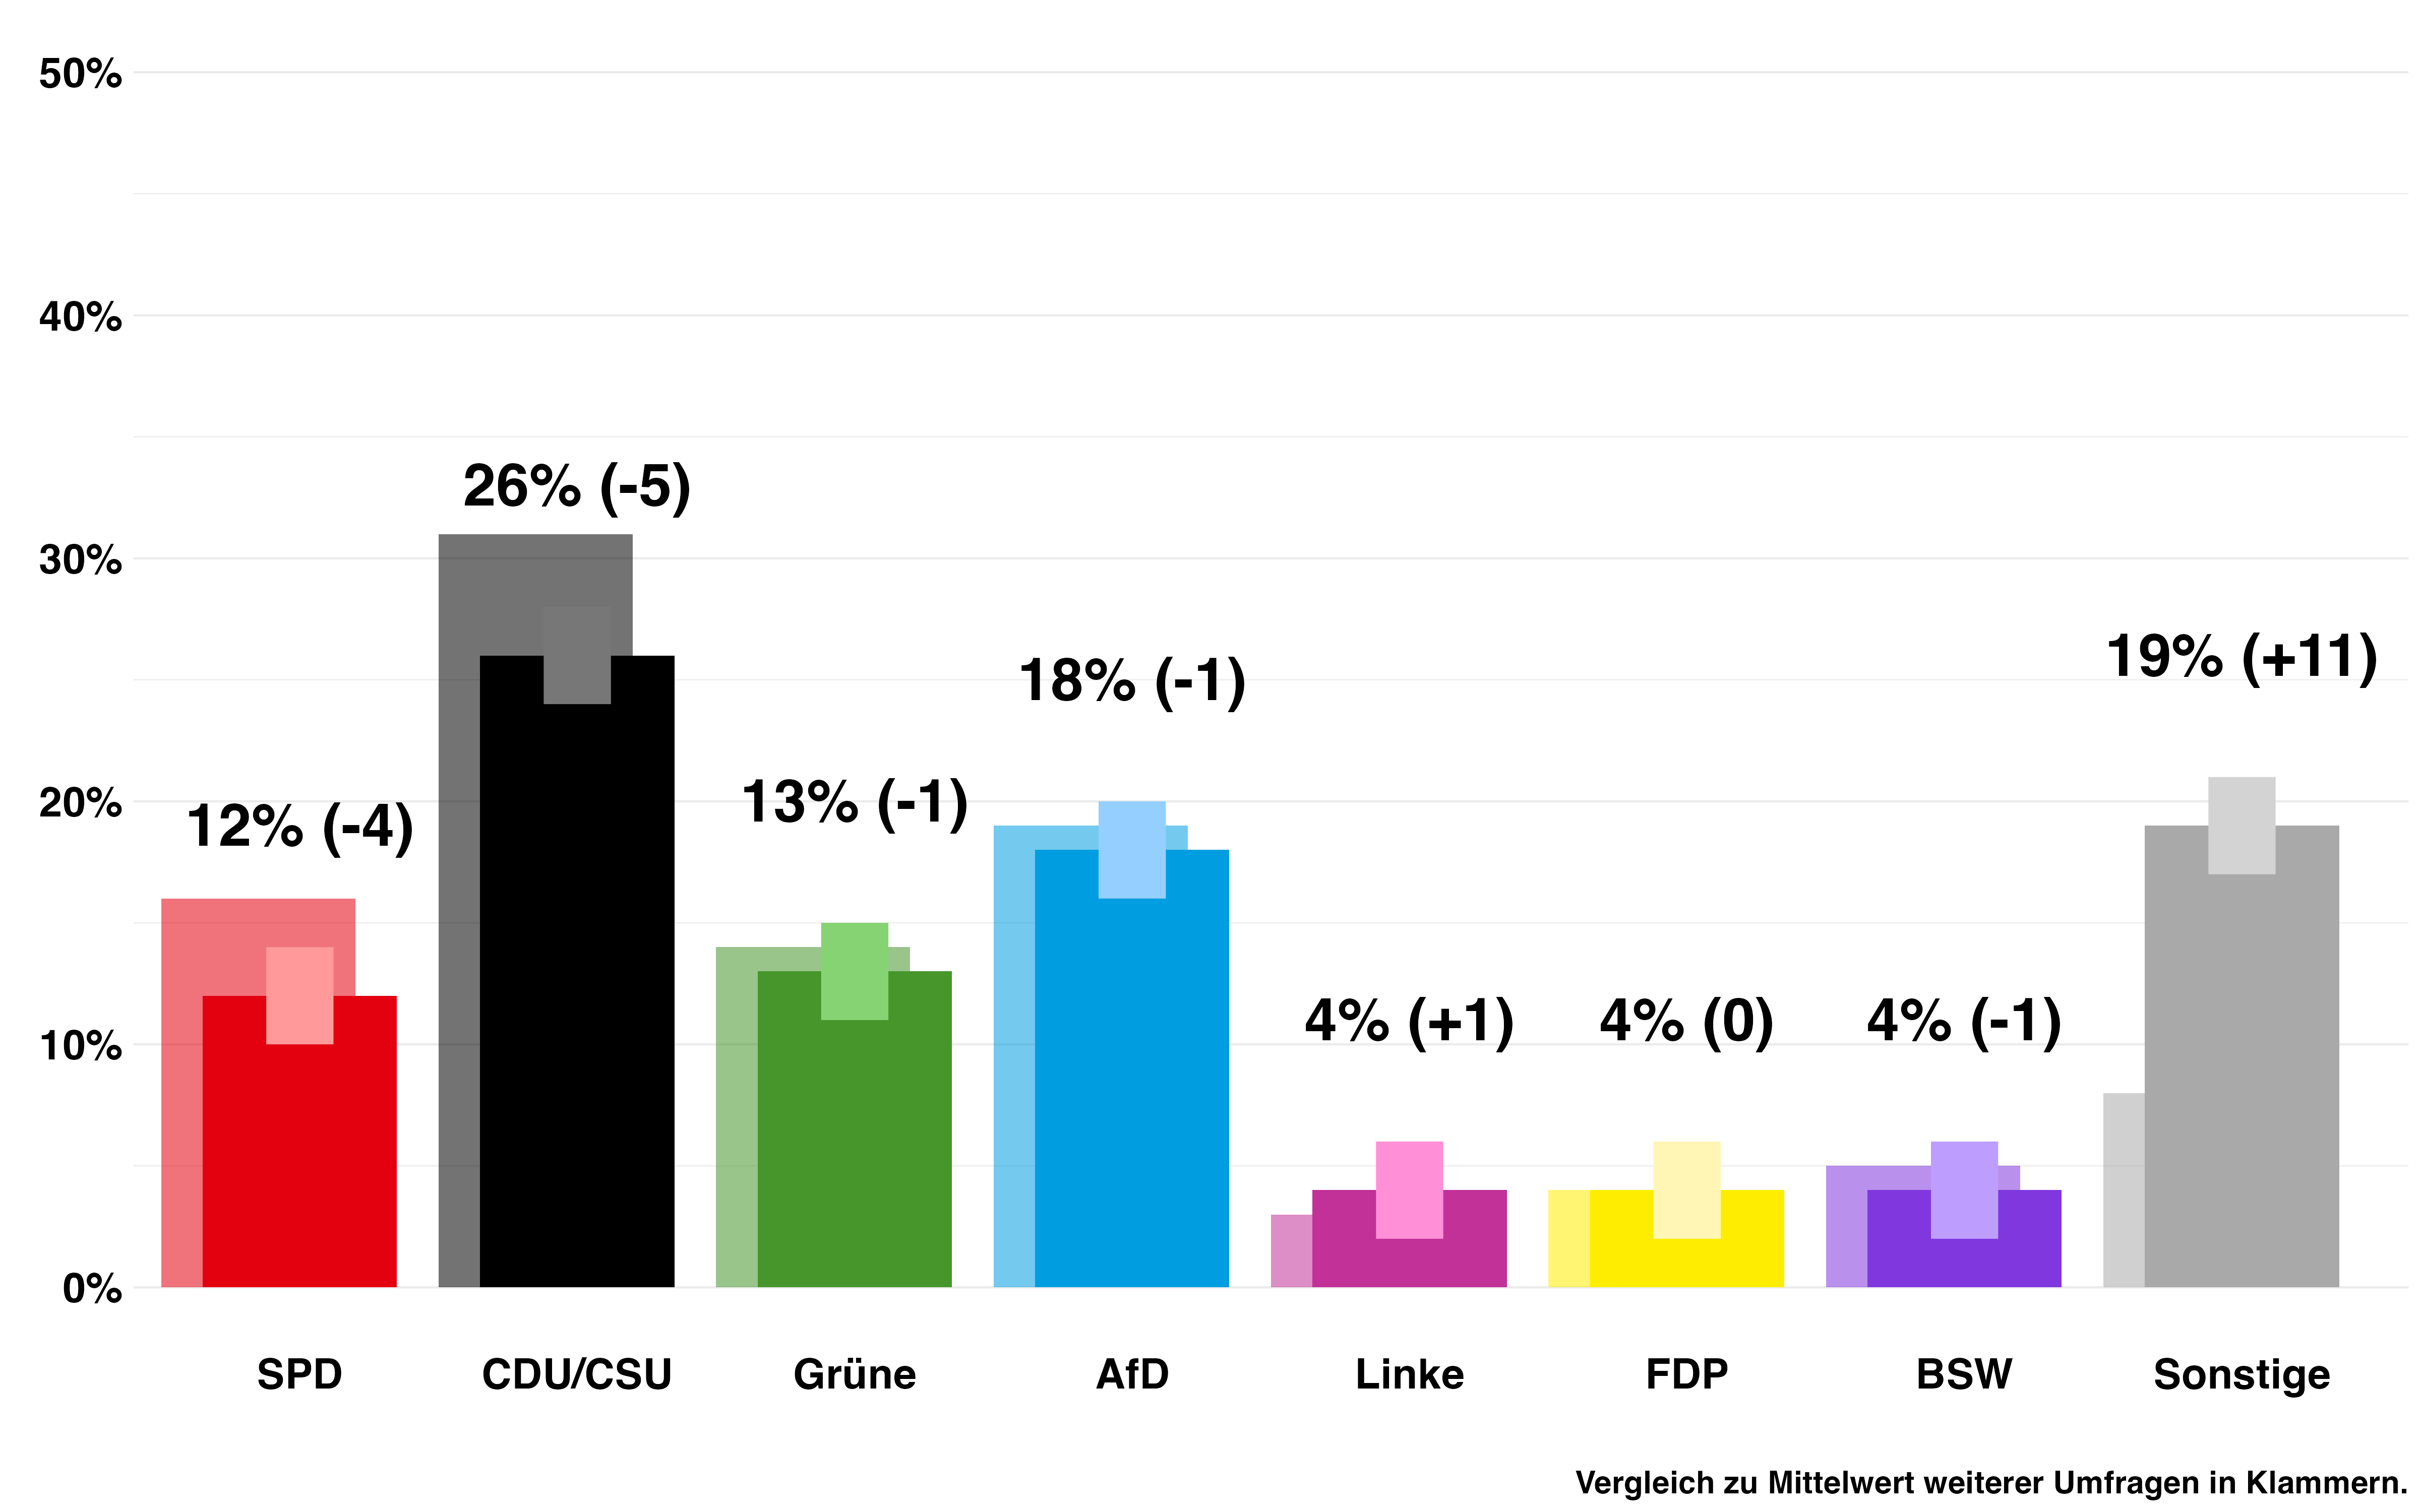 50%
40%
30%
20%
10%
0%
12% (-4)
26% (-5)
13% (-1)
18% (-1)
4% (+1)
4% (0)
4% (-1)
19% (+11)
SPD
CDU/CSU
Grüne
AfD
Linke
FDP
BSW
Sonstige
Vergleich zu Mittelwert weiterer Umfragen in Klammern.